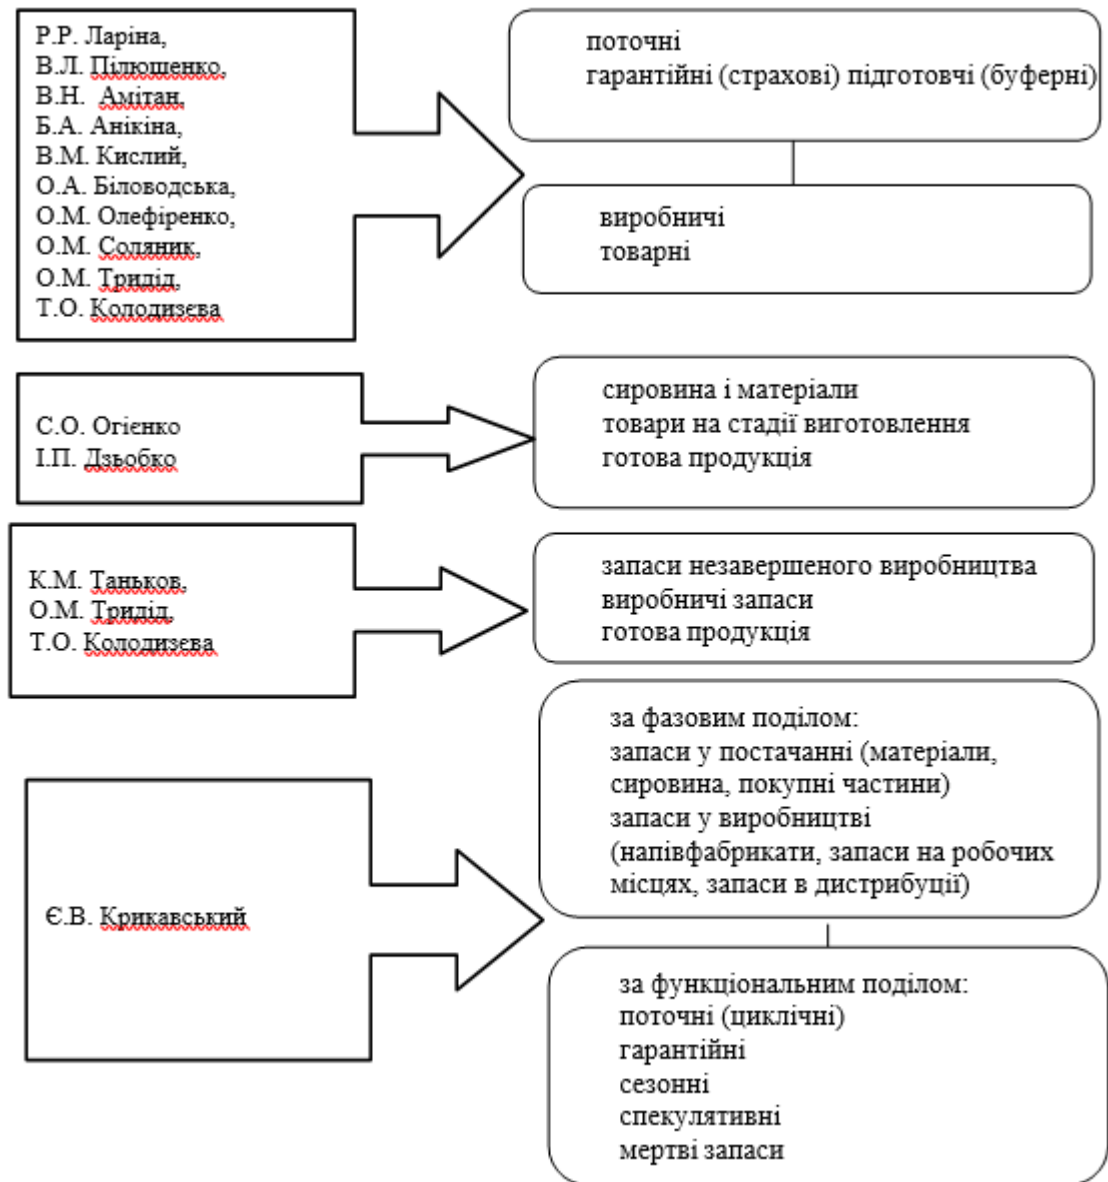 Р.Р. Ларіна,
В.Л. Пілюшенко,
В.Н. Амітан,
Б.А. Анікіна,
В.М. Кислий,
О.А. Біловодська,
О.М. Олефіренко,
О.М. Соляник,
О.М. Тридід,
Т.О. Колодизєва
поточні
гарантійні (страхові) підготовчі (буферні)
виробничі
товарні
С.О. Огієнко
І.П. Дзьобко
сировина і матеріали
товари на стадії виготовлення
готова продукція
К.М. Таньков,
О.М. Тридід,
Т.О. Колодизєва
запаси незавершеного виробництва
виробничі запаси
готова продукція
Є.В. Крикавський
за фазовим поділом:
запаси у постачанні (матеріали,
сировина, покупні частини)
запаси у виробництві
(напівфабрикати, запаси на робочих
місцях, запаси в дистрибуції)
за функціональним поділом:
поточні (циклічні)
гарантійні
сезонні
спекулятивні
мертві запаси